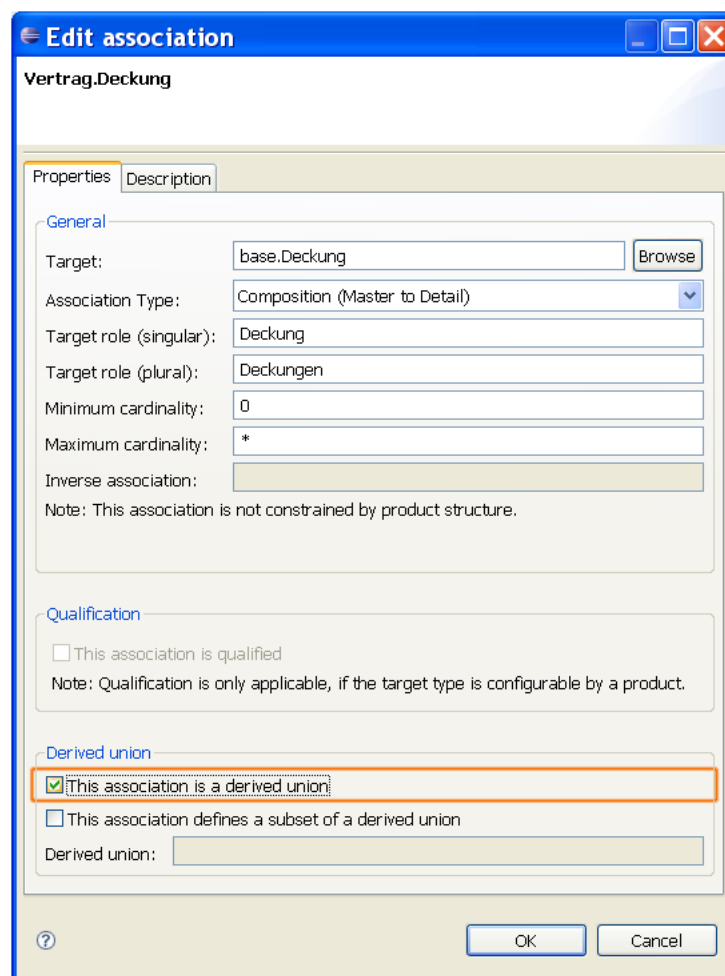 Edit association
Vertrag.Deckung
Properties Description
General
Target: base.Deckung Browse
Association Type: Composition (Master to Detail)
Target role (singular): Deckung
Target role (plural): Deckungen
Minimum cardinality: 0
Maximum cardinality: *
Inverse association:
Note: This association is not constrained by product structure.
Qualification
This association is qualified
Note: Qualification is only applicable, if the target type is configurable by a product.
Derived union
This association is a derived union
This association defines a subset of a derived union
Derived union:
? OK Cancel